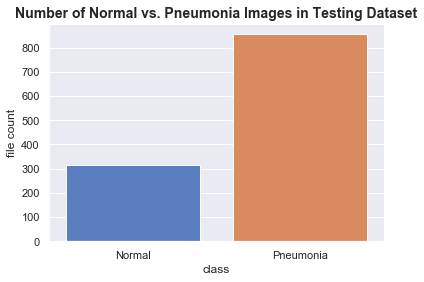 Number of Normal vs. Pneumonia Images in Testing Dataset
800
700
600
500
400
300
200
100
0
file count
Normal Pneumonia
class